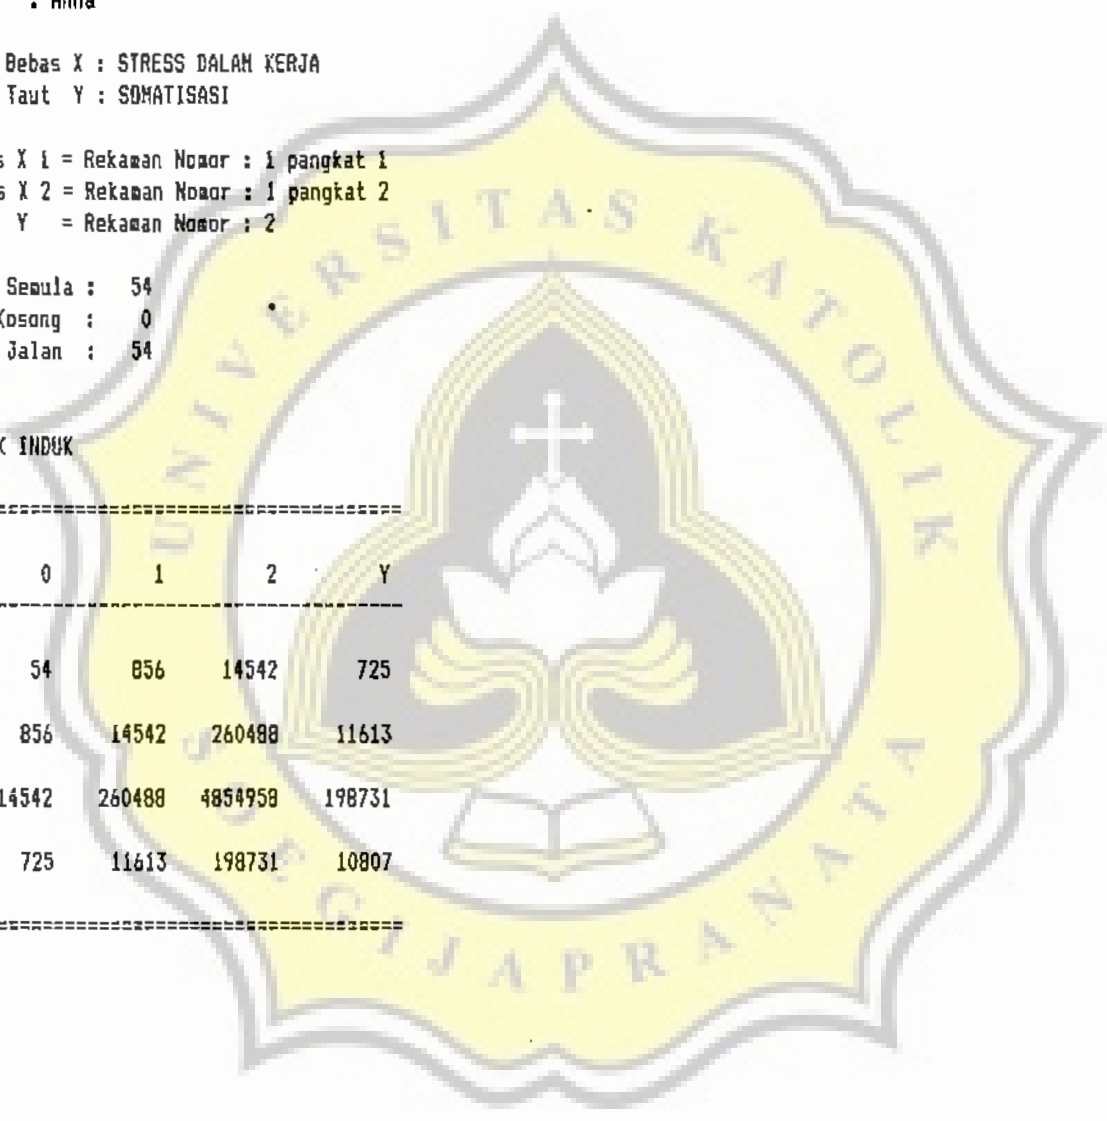 : Anna
Bebas X : STRESS DALAM KERJA
Taut Y : SOMATISASI
s X 1 = Rekaman Nomor : 1 pangkat 1
s X 2 = Rekaman Nomor : 1 pangkat 2
Y = Rekaman Nomor : 2
Semula : 54
Kosong : 0
Jalan : 54
K INDUK
0 1 2 Y
54 856 14542 725
856 14542 260488 11613
14542 260488 4854958 198731
725 11613 198731 10807
UNIVERSITAS KATOLIK
SOEGIJAPRANATA